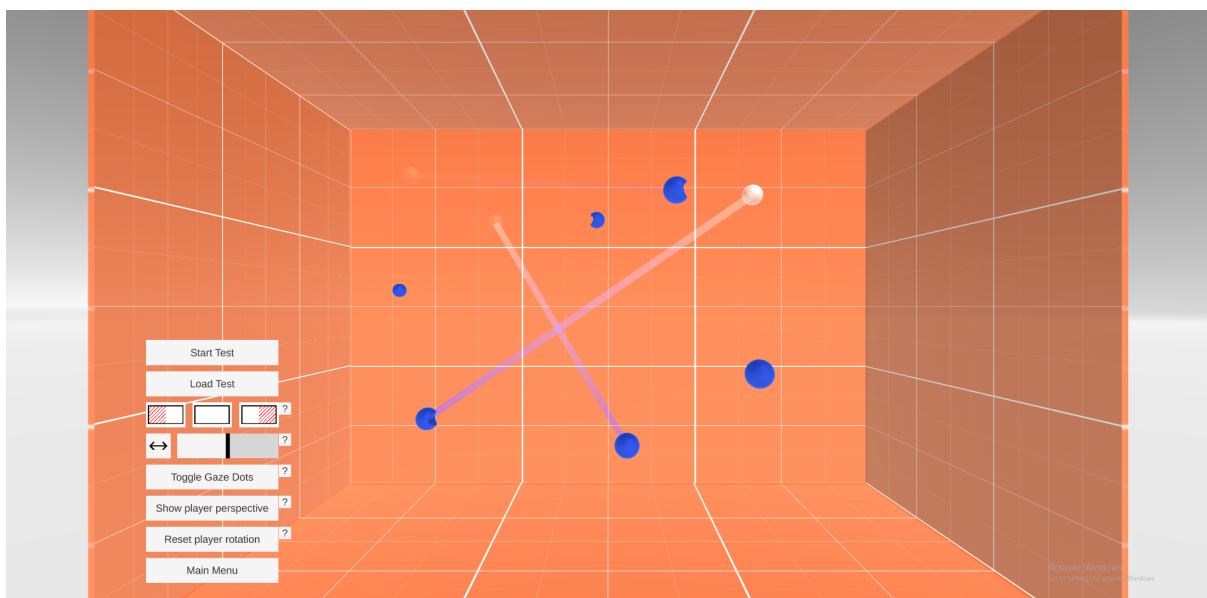 Start Test
Load Test
?
?
Toggle Gaze Dots ?
Show player perspective ?
Reset player rotation ?
Main Menu
Activate Windows
Go to Settings to activate Windows.